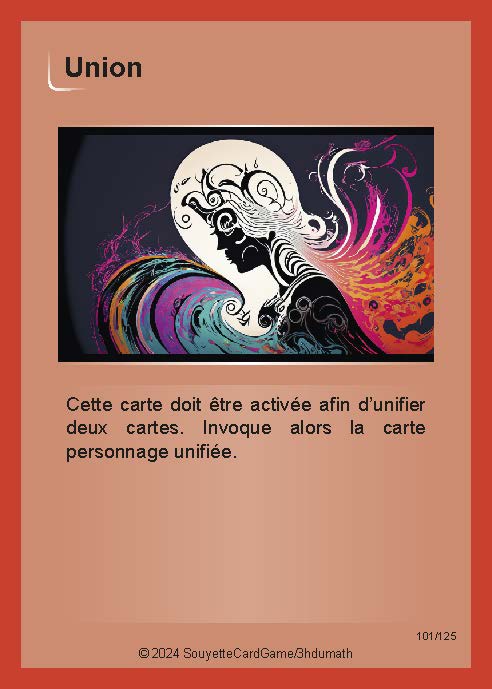 Union
Cette carte doit être activée afin d’unifier
deux cartes. Invoque alors la carte
personnage unifiée.
101/125
© 2024 SouyetteCardGame/3hdumath